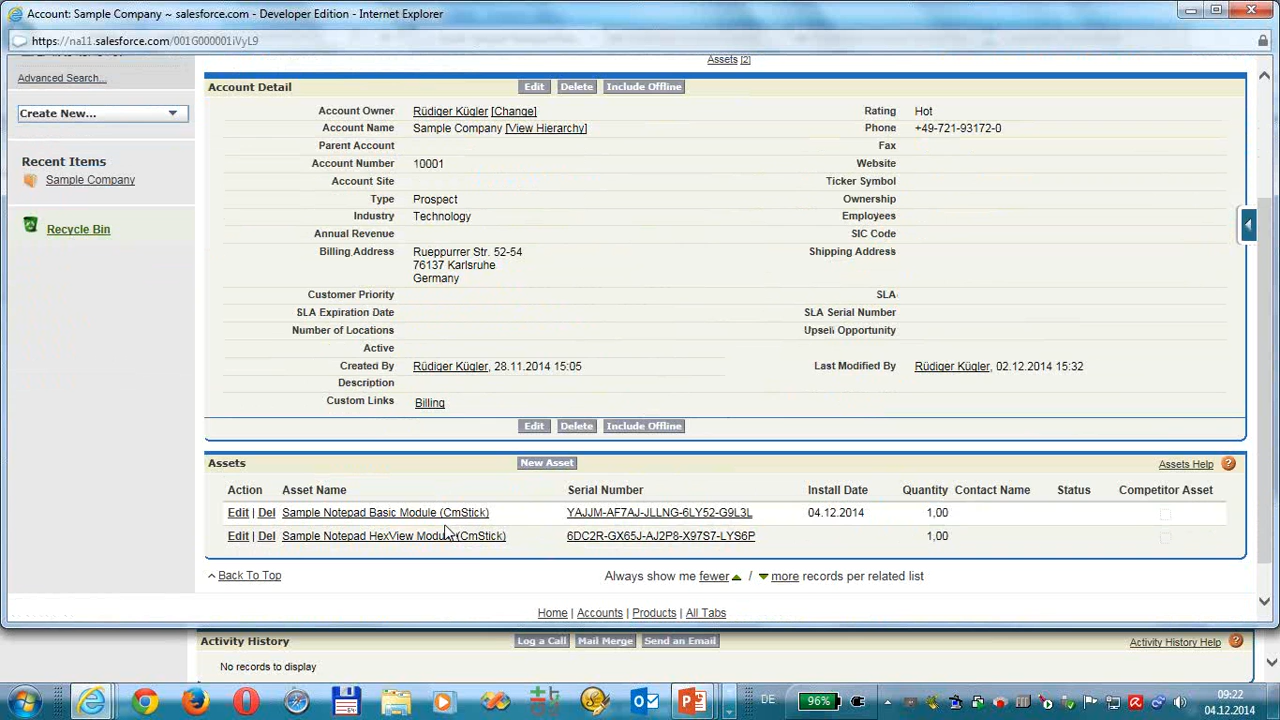 Account: Sample Company ~ salesforce.com - Developer Edition - Internet Explorer
https://na11.salesforce.com/001G000001iVyL9
Advanced Search...
Create New...
Recent Items
Sample Company
Recycle Bin
Assets [2]
Account Detail Edit Delete Include Offline
Account Owner Rüdiger Kügler [Change] Rating Hot
Account Name Sample Company [View Hierarchy] Phone +49-721-93172-0
Parent Account Fax
Account Number 10001 Website
Account Site Ticker Symbol
Type Prospect Ownership
Industry Technology Employees
Annual Revenue SIC Code
Billing Address Rueppurrer Str. 52-54 Shipping Address
76137 Karlsruhe
Germany
Customer Priority SLA
SLA Expiration Date SLA Serial Number
Number of Locations Upsell Opportunity
Active
Created By Rüdiger Kügler, 28.11.2014 15:05 Last Modified By Rüdiger Kügler, 02.12.2014 15:32
Description
Custom Links Billing
Edit Delete Include Offline
Assets New Asset Assets Help ?
Action Asset Name Serial Number Install Date Quantity Contact Name Status Competitor Asset
Edit | Del Sample Notepad Basic Module (CmStick) YAJJM-AF7AJ-JLLNG-6LY52-G9L3L 04.12.2014 1,00
Edit | Del Sample Notepad HexView Module (CmStick) 6DC2R-GX65J-AJ2P8-X97S7-LYS6P 1,00
^ Back To Top Always show me fewer / more records per related list
Home | Accounts | Products | All Tabs
Activity History Log a Call Mail Merge Send an Email Activity History Help ?
No records to display
DE 96% 09:22
04.12.2014